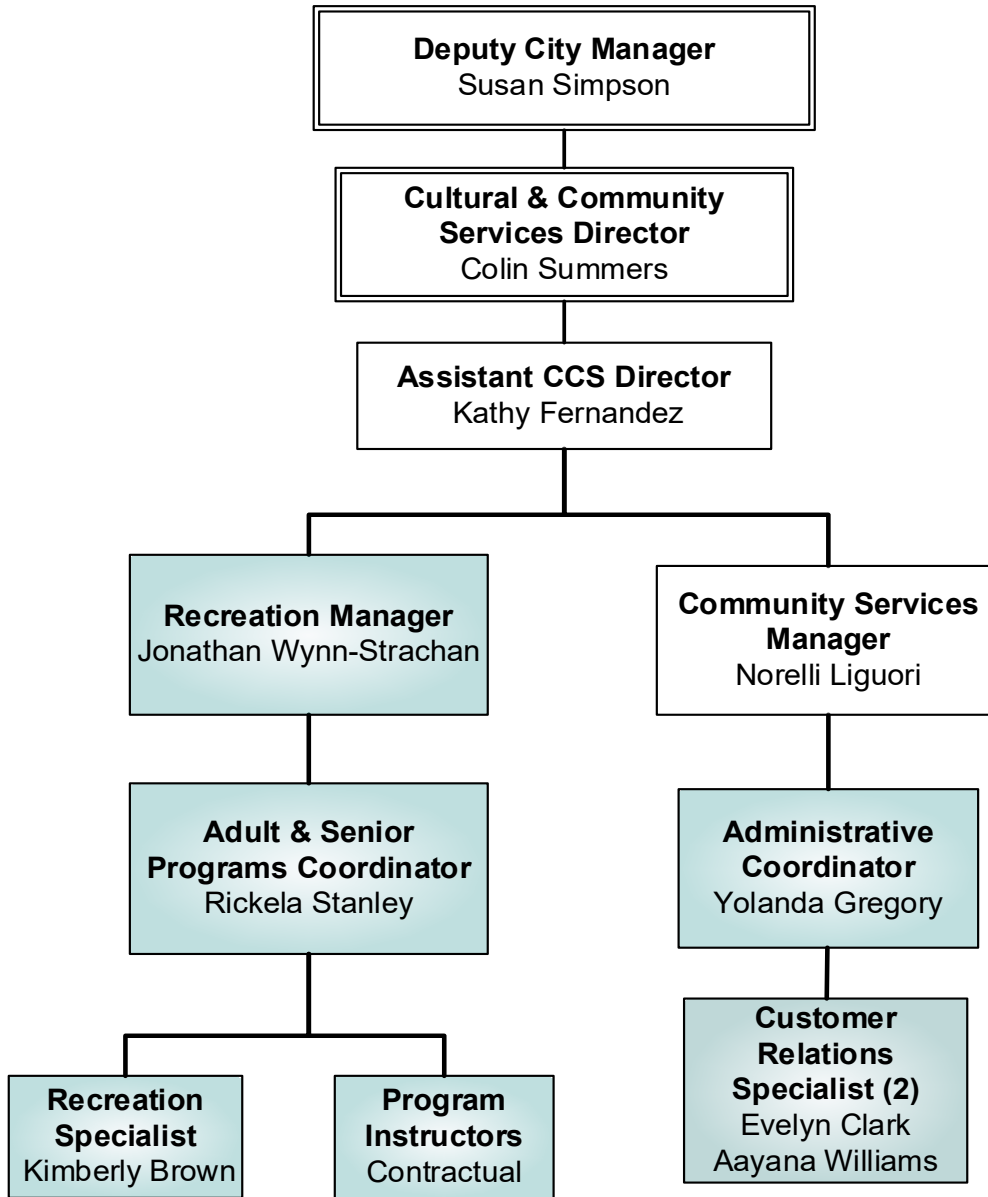 Deputy City Manager
Susan Simpson
Cultural & Community
Services Director
Colin Summers
Assistant CCS Director
Kathy Fernandez
Recreation Manager
Jonathan Wynn-Strachan
Community Services
Manager
Norelli Liguori
Adult & Senior
Programs Coordinator
Rickela Stanley
Administrative
Coordinator
Yolanda Gregory
Recreation
Specialist
Kimberly Brown
Program
Instructors
Contractual
Customer
Relations
Specialist (2)
Evelyn Clark
Aayana Williams